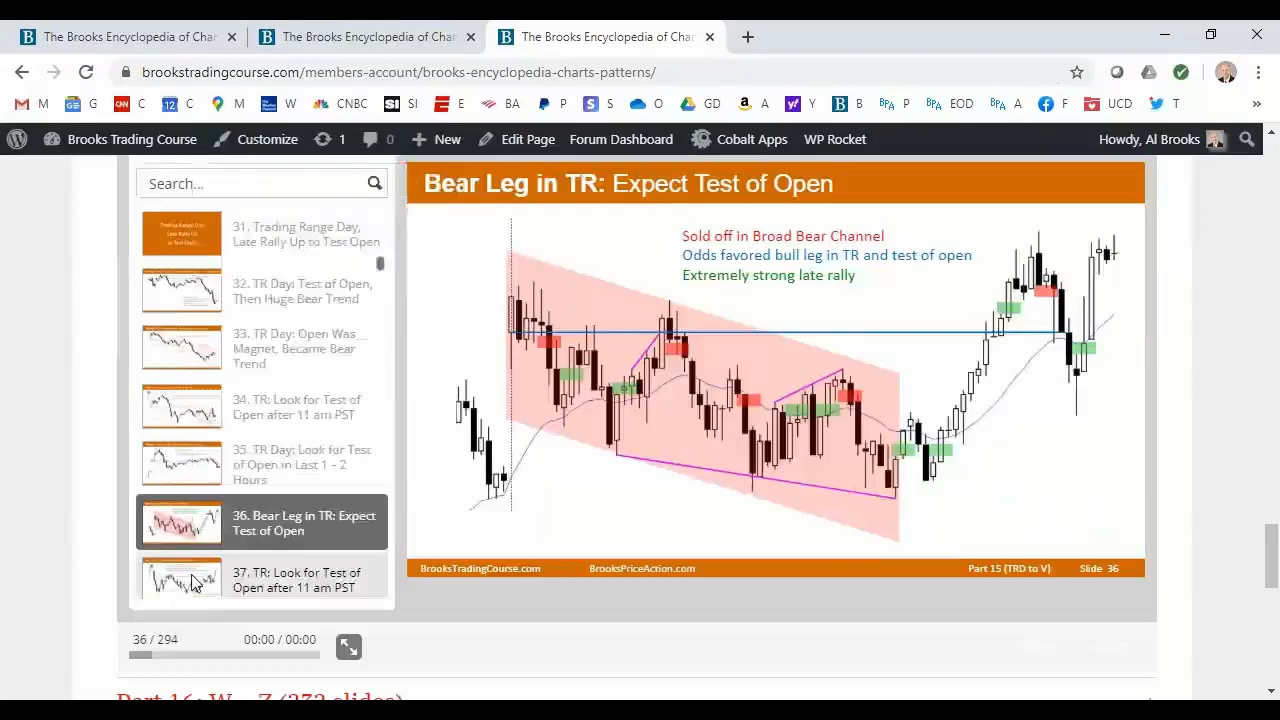 The Brooks Encyclopedia of Char
The Brooks Encyclopedia of Char
The Brooks Encyclopedia of Char
brookstradingcourse.com/members-account/brooks-encyclopedia-charts-patterns/
M G C C M W CNBC SI E BA P S O GD A Y B P EOD A F UCD T »
Brooks Trading Course Customize 1 0 New Edit Page Forum Dashboard Cobalt Apps WP Rocket Howdy, Al Brooks
Search...
31. Trading Range Day,
Late Rally Up to Test Open
32. TR Day: Test of Open,
Then Huge Bear Trend
33. TR Day: Open Was
Magnet, Became Bear
Trend
34. TR: Look for Test of
Open after 11 am PST
35. TR Day: Look for Test
of Open in Last 1 - 2
Hours
36. Bear Leg in TR: Expect
Test of Open
37. TR: Look for Test of
Open after 11 am PST
36 / 294 00:00 / 00:00
Bear Leg in TR: Expect Test of Open
Sold off in Broad Bear Channel
Odds favored bull leg in TR and test of open
Extremely strong late rally
BrooksTradingCourse.com BrooksPriceAction.com Part 15 (TRD to V) Slide 36